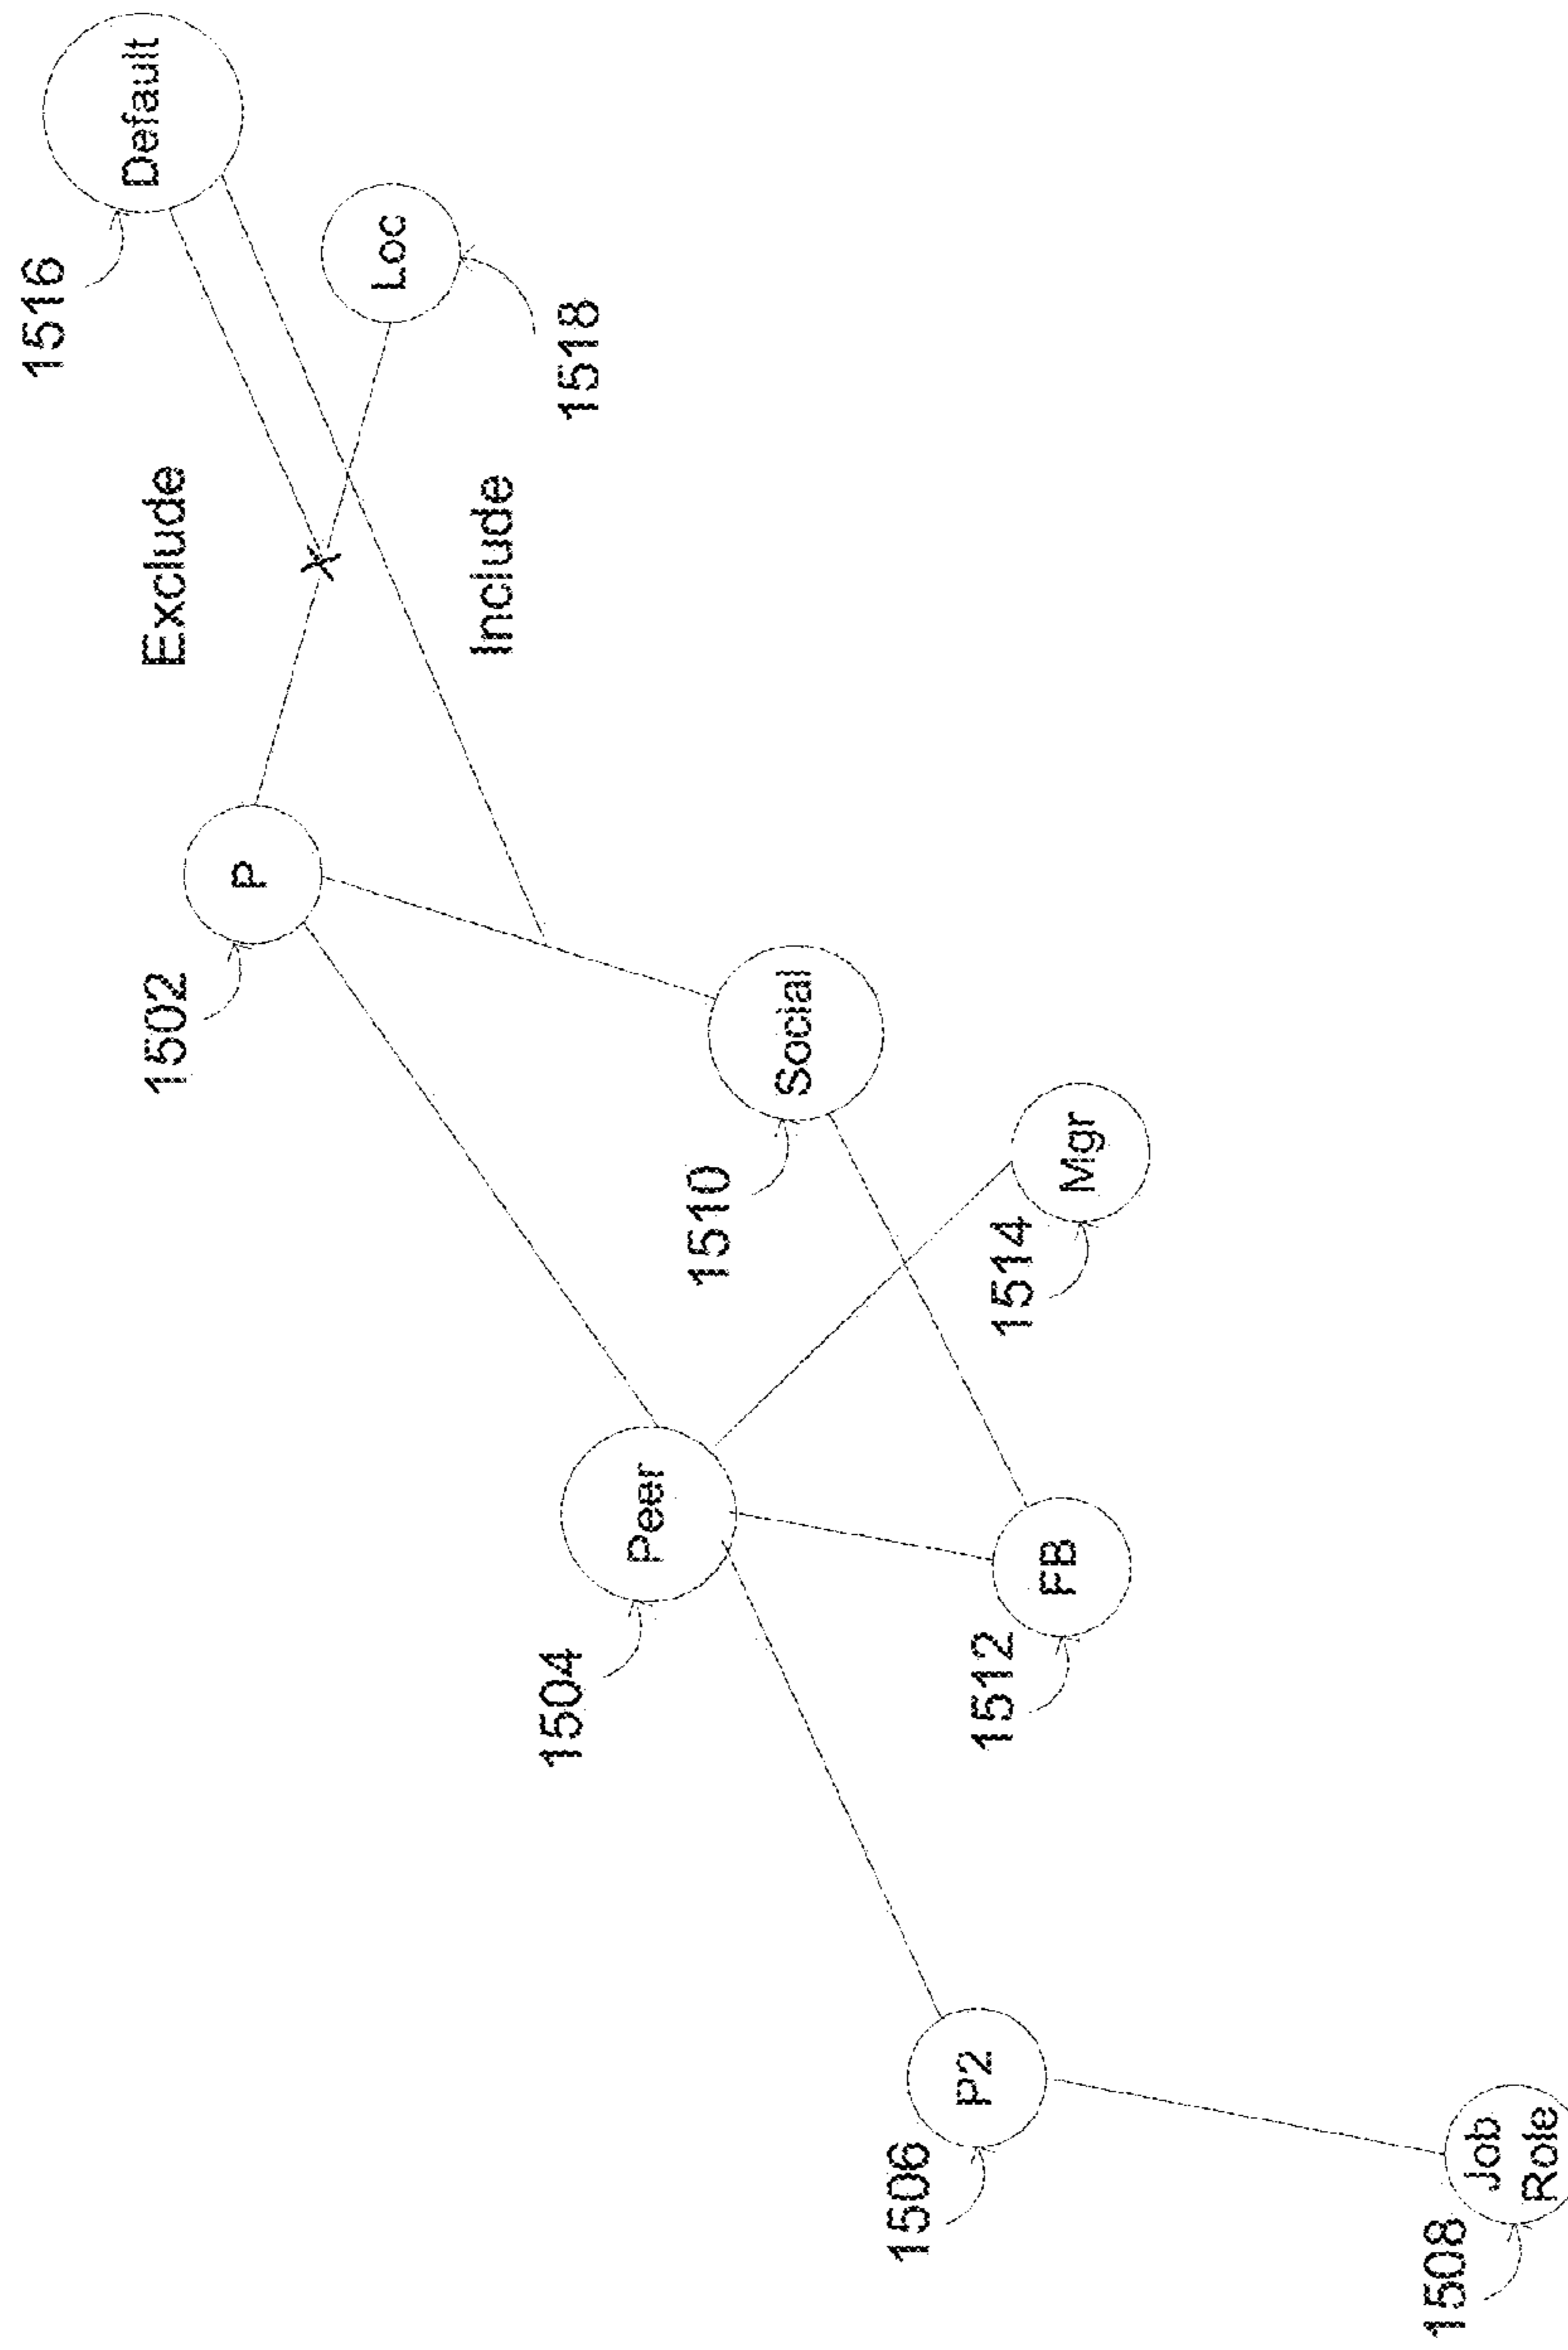 1516
Default
Exclude
1502
P
Loc
Include
1518
1504
Peer
1510
Social
1506
P2
1512
FB
1514
Mgr
1508
Job
Role